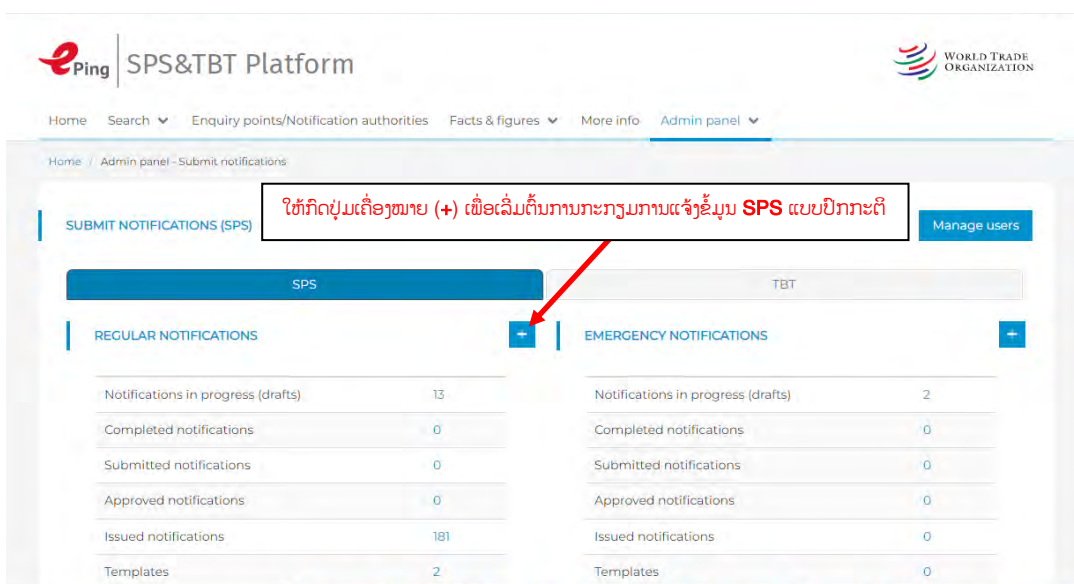 ePing SPS&TBT Platform
WORLD TRADE
ORGANIZATION
Home Search Enquiry points/Notification authorities Facts & figures More info Admin panel
Home / Admin panel - Submit notifications
ໃຫ້ກົດປຸ່ມເຄື່ອງໝາຍ (+) ເພື່ອເລີ່ມຕົ້ນການກະກຽມການແຈ້ງຂໍ້ມູນ SPS ແບບປົກກະຕິ
SUBMIT NOTIFICATIONS (SPS)
Manage users
SPS TBT
REGULAR NOTIFICATIONS +
Notifications in progress (drafts) 13
Completed notifications 0
Submitted notifications 0
Approved notifications 0
Issued notifications 181
Templates 2
EMERGENCY NOTIFICATIONS +
Notifications in progress (drafts) 2
Completed notifications 0
Submitted notifications 0
Approved notifications 0
Issued notifications 0
Templates 0